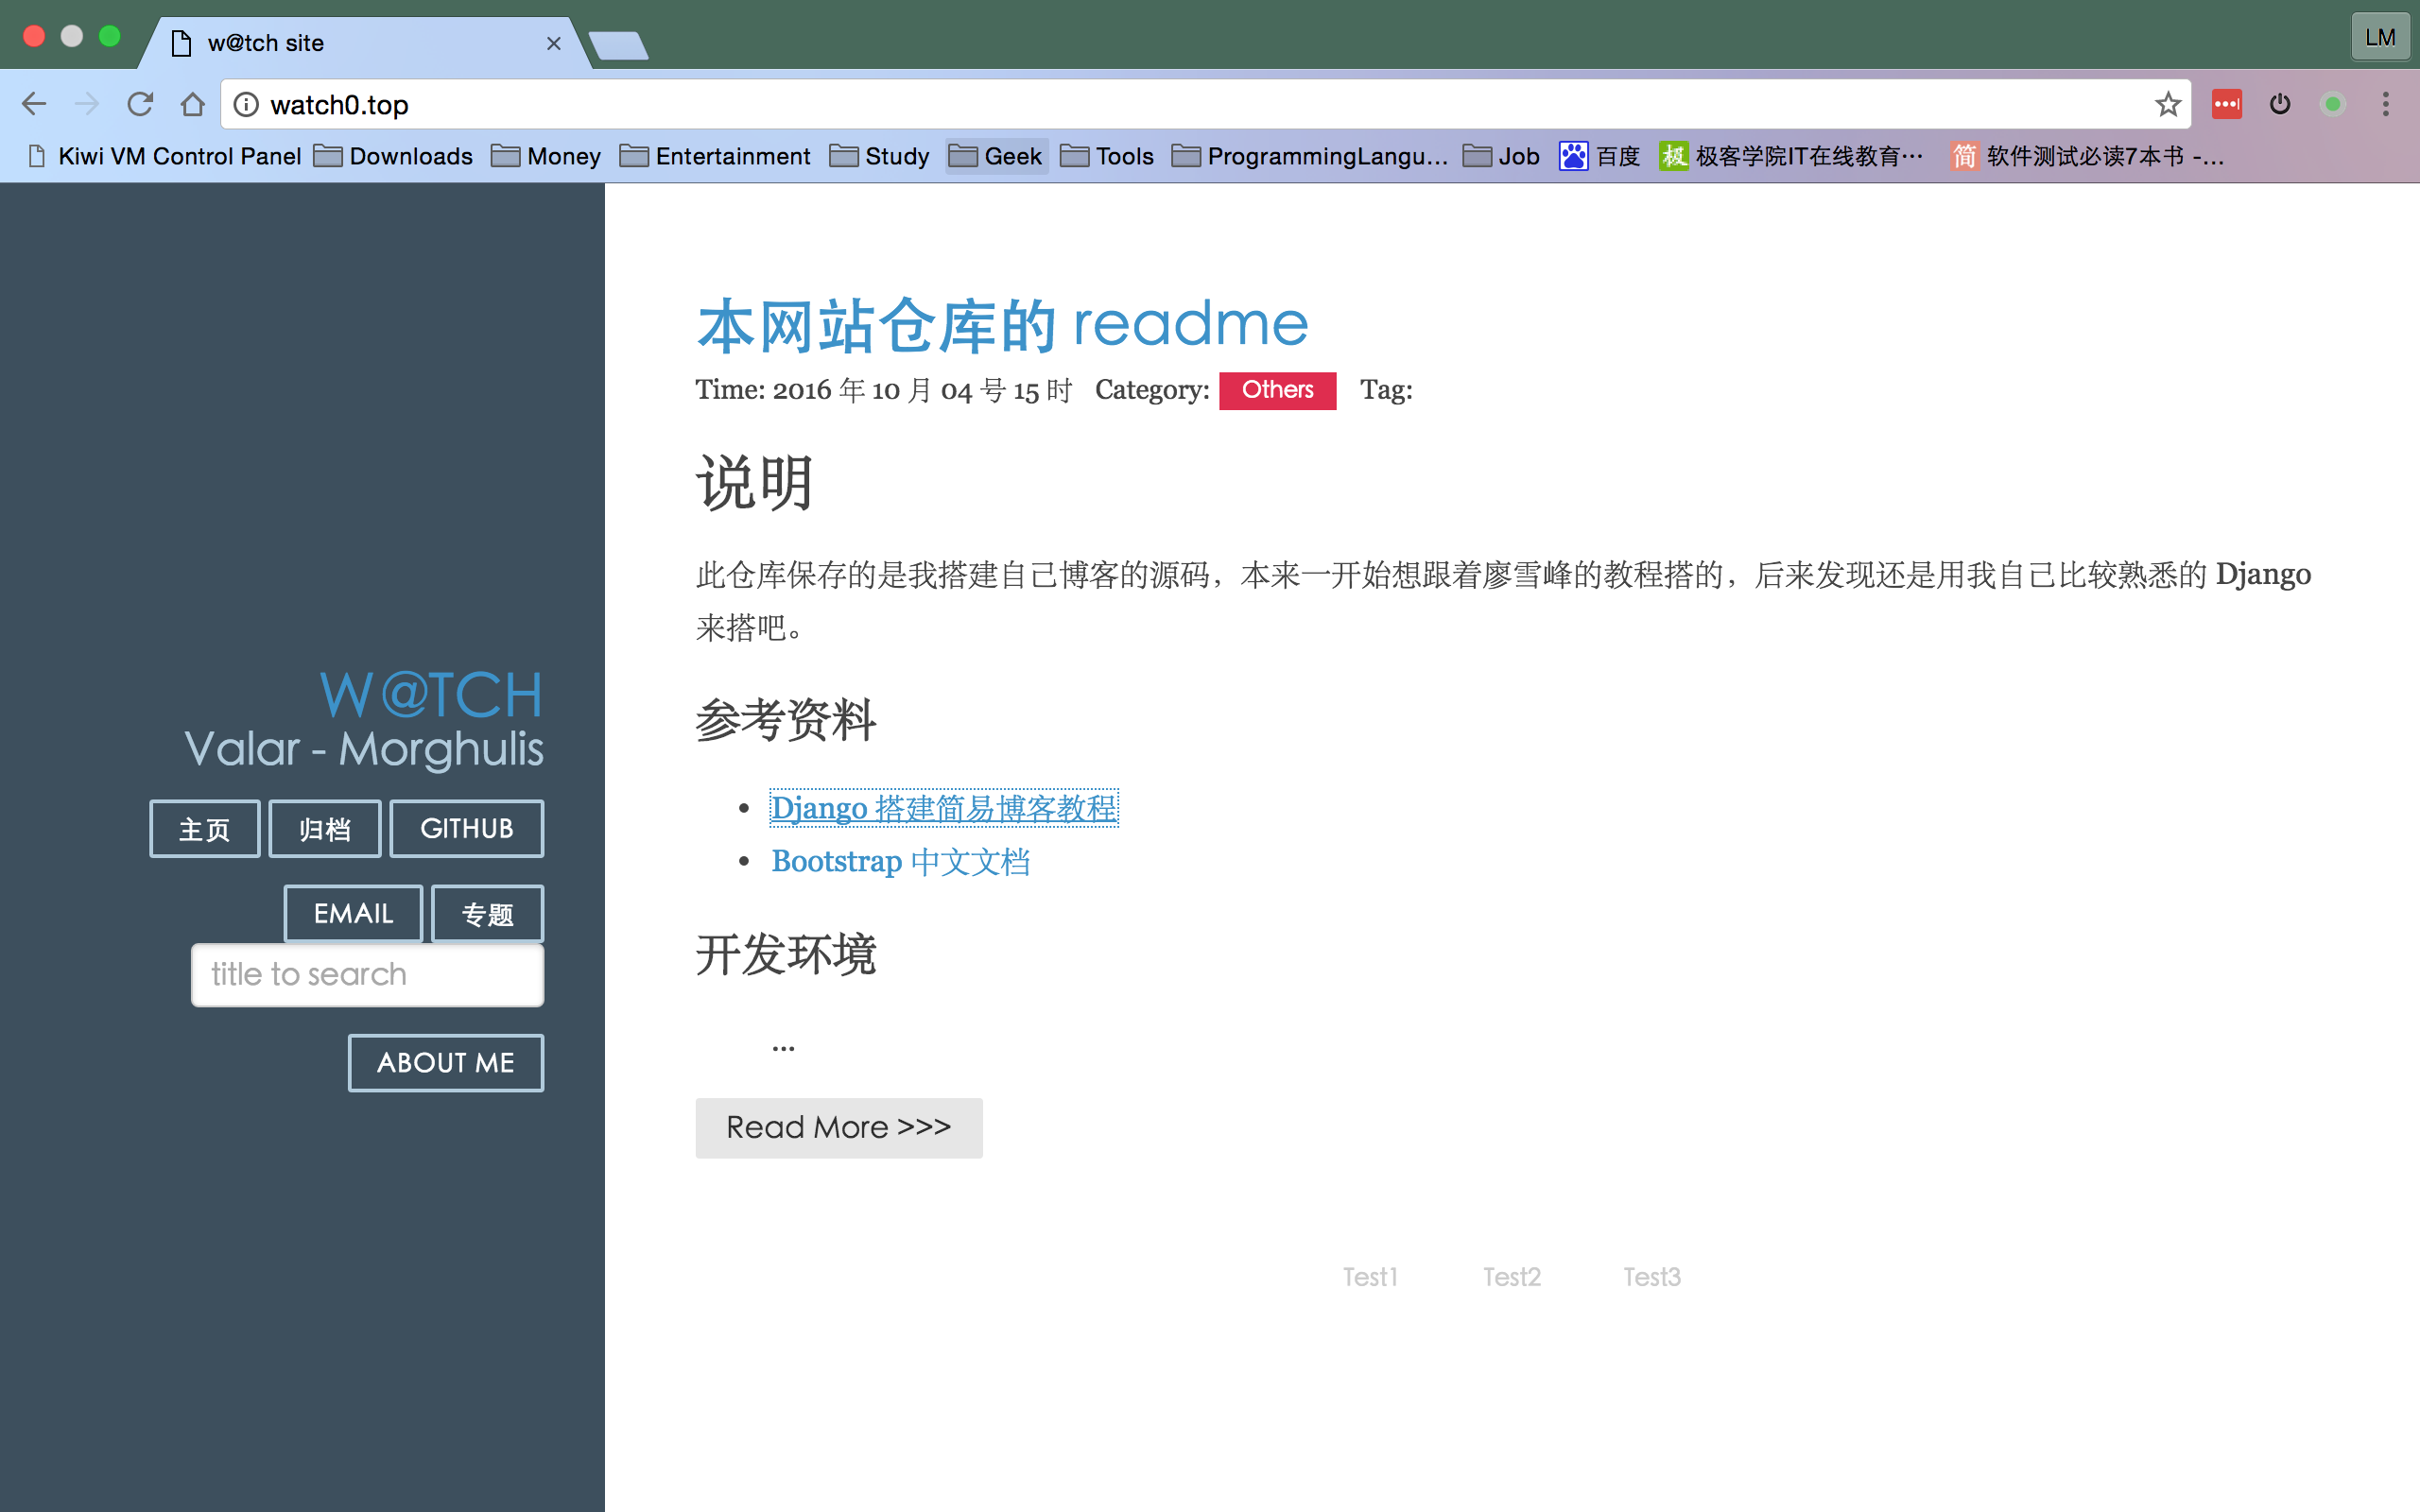 w@tch site
LM
watch0.top
Kiwi VM Control Panel Downloads Money Entertainment Study Geek Tools ProgrammingLangu... Job 百度 极 极客学院IT在线教育… 简 软件测试必读7本书 -...
本网站仓库的 readme
Time: 2016 年 10 月 04 号 15 时 Category: Others Tag:
说明
此仓库保存的是我搭建自己博客的源码，本来一开始想跟着廖雪峰的教程搭的，后来发现还是用我自己比较熟悉的 Django
来搭吧。
参考资料
• Django 搭建简易博客教程
• Bootstrap 中文文档
开发环境
...
Read More >>>
W@TCH
Valar - Morghulis
主页 归档 GITHUB
EMAIL 专题
title to search
ABOUT ME
Test1 Test2 Test3